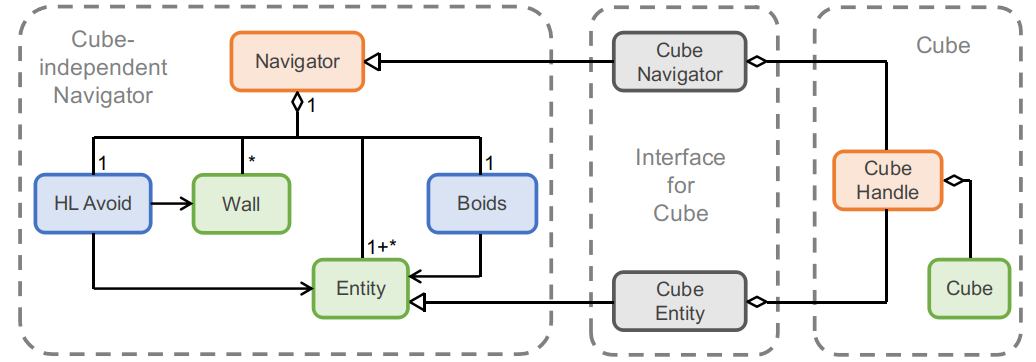 Cube-
independent
Navigator
Navigator
1
1
*
1
HL Avoid
Wall
Boids
1+*
Entity
Cube
Navigator
Interface
for
Cube
Cube
Entity
Cube
Cube
Handle
Cube